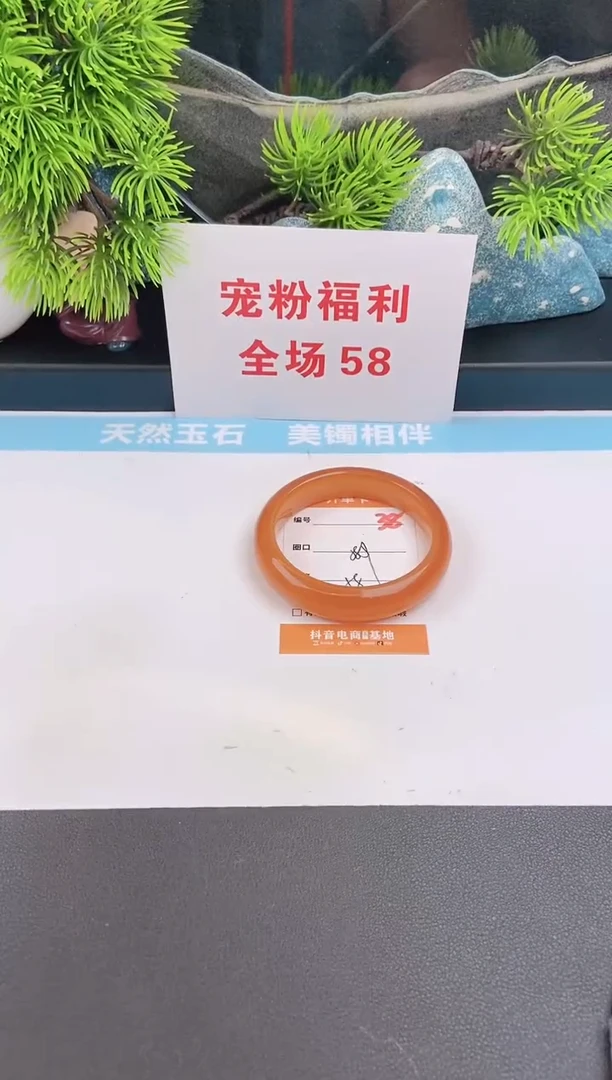 宠粉福利
全场58
天然玉石 美镯相伴
编号
圈口
58
抖音电商 基地